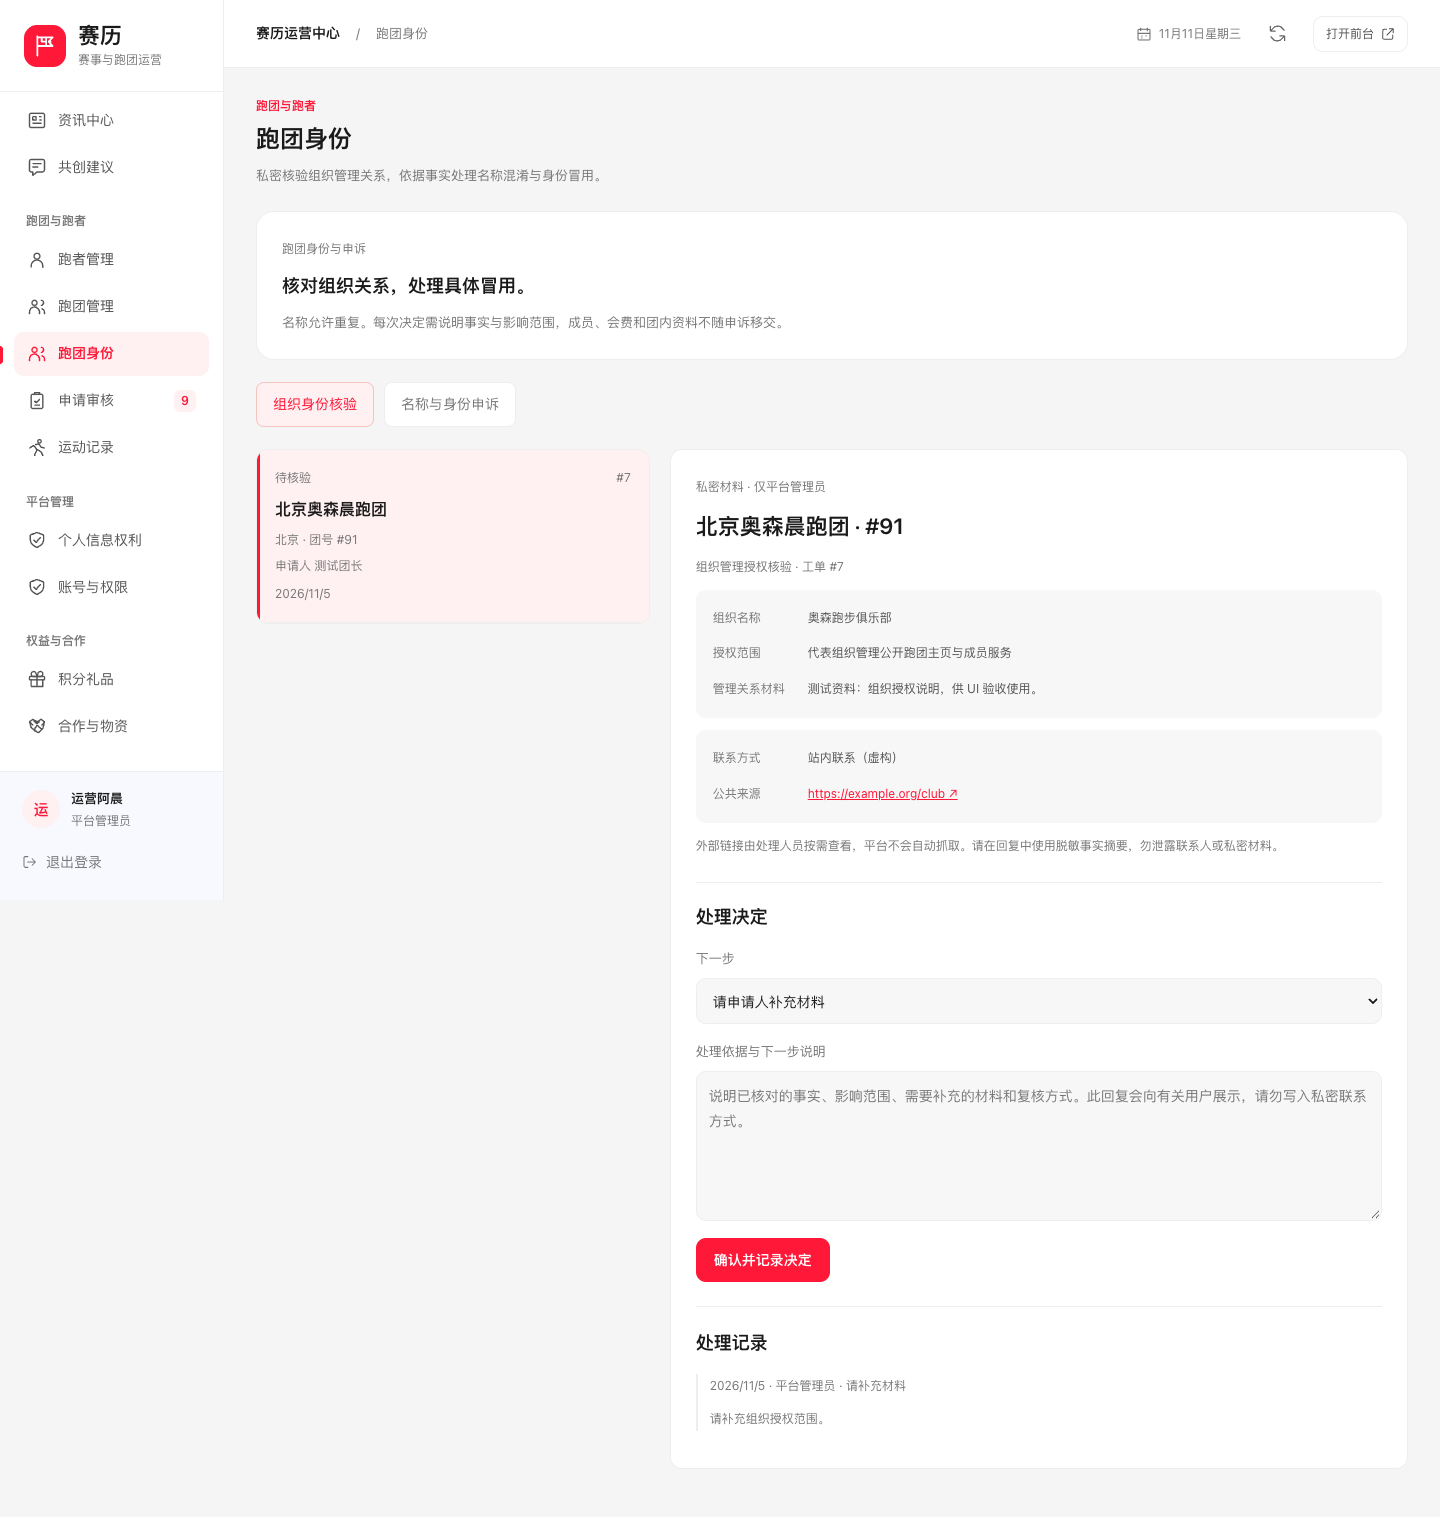 赛历
赛事与跑团运营
资讯中心
共创建议
跑团与跑者
跑者管理
跑团管理
跑团身份
申请审核 9
运动记录
平台管理
个人信息权利
账号与权限
权益与合作
积分礼品
合作与物资
运 运营阿晨
平台管理员
退出登录
赛历运营中心 / 跑团身份
11月11日星期三
打开前台
跑团与跑者
跑团身份
私密核验组织管理关系，依据事实处理名称混淆与身份冒用。
跑团身份与申诉
核对组织关系，处理具体冒用。
名称允许重复。每次决定需说明事实与影响范围，成员、会费和团内资料不随申诉移交。
组织身份核验
名称与身份申诉
待核验 #7
北京奥森晨跑团
北京 · 团号 #91
申请人 测试团长
2026/11/5
私密材料 · 仅平台管理员
北京奥森晨跑团 · #91
组织管理授权核验 · 工单 #7
组织名称 奥森跑步俱乐部
授权范围 代表组织管理公开跑团主页与成员服务
管理关系材料 测试资料：组织授权说明，供 UI 验收使用。
联系方式 站内联系（虚构）
公共来源 https://example.org/club ↗
外部链接由处理人员按需查看，平台不会自动抓取。请在回复中使用脱敏事实摘要，勿泄露联系人或私密材料。
处理决定
下一步
请申请人补充材料
处理依据与下一步说明
说明已核对的事实、影响范围、需要补充的材料和复核方式。此回复会向有关用户展示，请勿写入私密联系
方式。
确认并记录决定
处理记录
2026/11/5 · 平台管理员 · 请补充材料
请补充组织授权范围。